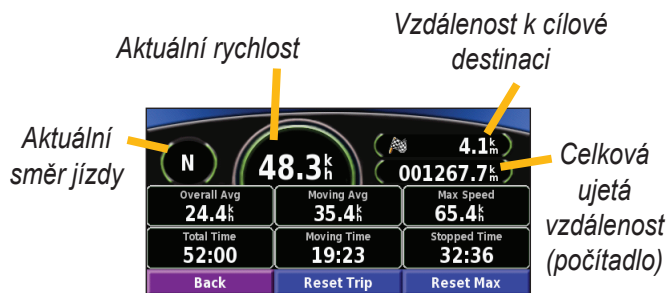 Aktuální rychlost
Vzdálenost k cílové
destinaci
Aktuální
směr jízdy
N
48.3 k/h
4.1 km
001267.7 km
Celková
ujetá
vzdálenost
(počítadlo)
Overall Avg
24.4 k/h
Moving Avg
35.4 k/h
Max Speed
65.4 k/h
Total Time
52:00
Moving Time
19:23
Stopped Time
32:36
Back
Reset Trip
Reset Max